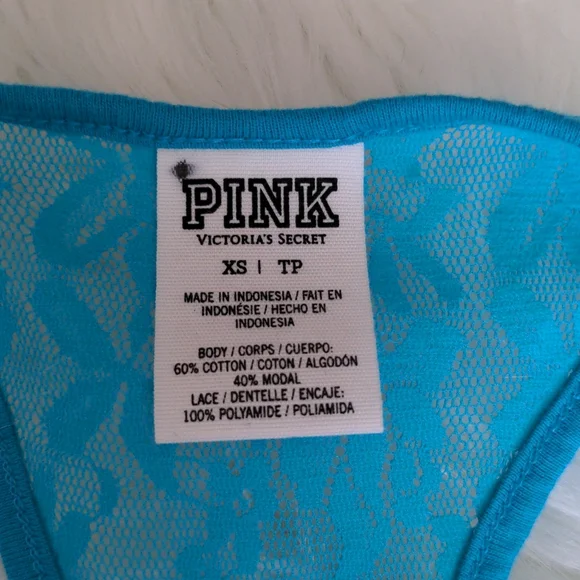 PINK
VICTORIA'S SECRET
XS | TP
MADE IN INDONESIA / FAIT EN
INDONÉSIE / HECHO EN
INDONESIA
BODY / CORPS / CUERPO:
60% COTTON / COTON / ALGODÓN
40% MODAL
LACE / DENTELLE / ENCAJE:
100% POLYAMIDE / POLIAMIDA